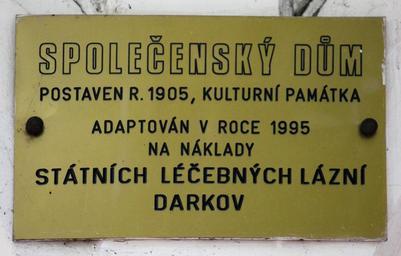 SPOLEČENSKÝ DŮM
POSTAVEN R. 1905, KULTURNÍ PAMÁTKA
ADAPTOVÁN V ROCE 1995
NA NÁKLADY
STÁTNÍCH LÉČEBNÝCH LÁZNÍ
DARKOV